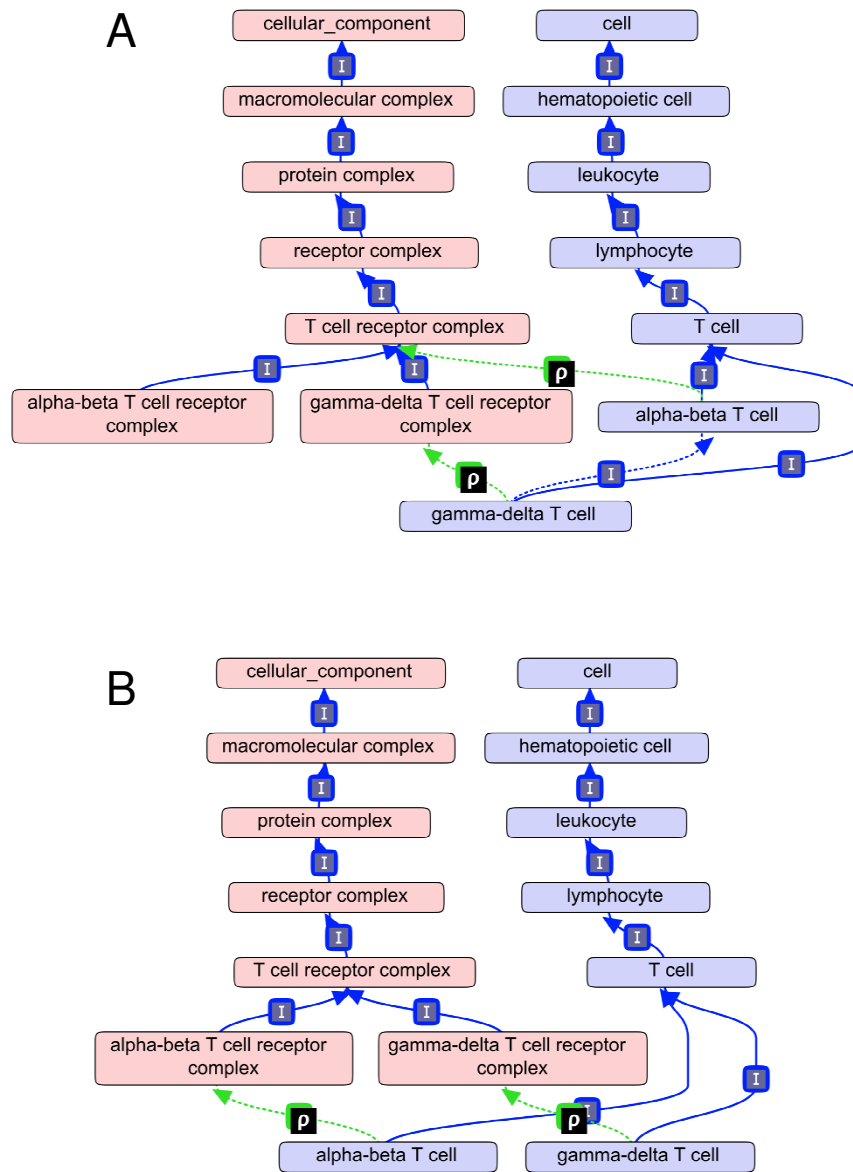 A
cellular_component
cell
I
I
macromolecular complex
hematopoietic cell
I
I
protein complex
leukocyte
I
I
receptor complex
lymphocyte
I
I
T cell receptor complex
T cell
I
I
ρ
I
alpha-beta T cell receptor
complex
gamma-delta T cell receptor
complex
alpha-beta T cell
ρ
I
I
gamma-delta T cell
B
cellular_component
cell
I
I
macromolecular complex
hematopoietic cell
I
I
protein complex
leukocyte
I
I
receptor complex
lymphocyte
I
I
T cell receptor complex
T cell
I
I
alpha-beta T cell receptor
complex
gamma-delta T cell receptor
complex
I
ρ
ρ
I
alpha-beta T cell
gamma-delta T cell